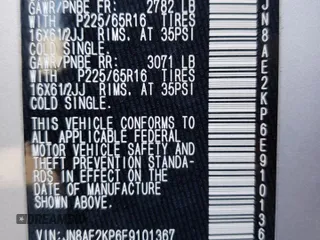 GAWR/PNBE FR: 2782 LB
WITH P225/65R16 TIRES
16X61/2JJ RIMS, AT 35PSI
COLD SINGLE.
GAWR/PNBE RR: 3071 LB
WITH P225/65R16 TIRES
16X61/2JJ RIMS, AT 35PSI
COLD SINGLE.
THIS VEHICLE CONFORMS TO
ALL APPLICABLE FEDERAL
MOTOR VEHICLE SAFETY AND
THEFT PREVENTION STANDA-
RDS IN EFFECT ON THE
DATE OF MANUFACTURE
SHOWN ABOVE.
VIN:JN8AE2KP6E9101367
JN8AE2KP6E910136